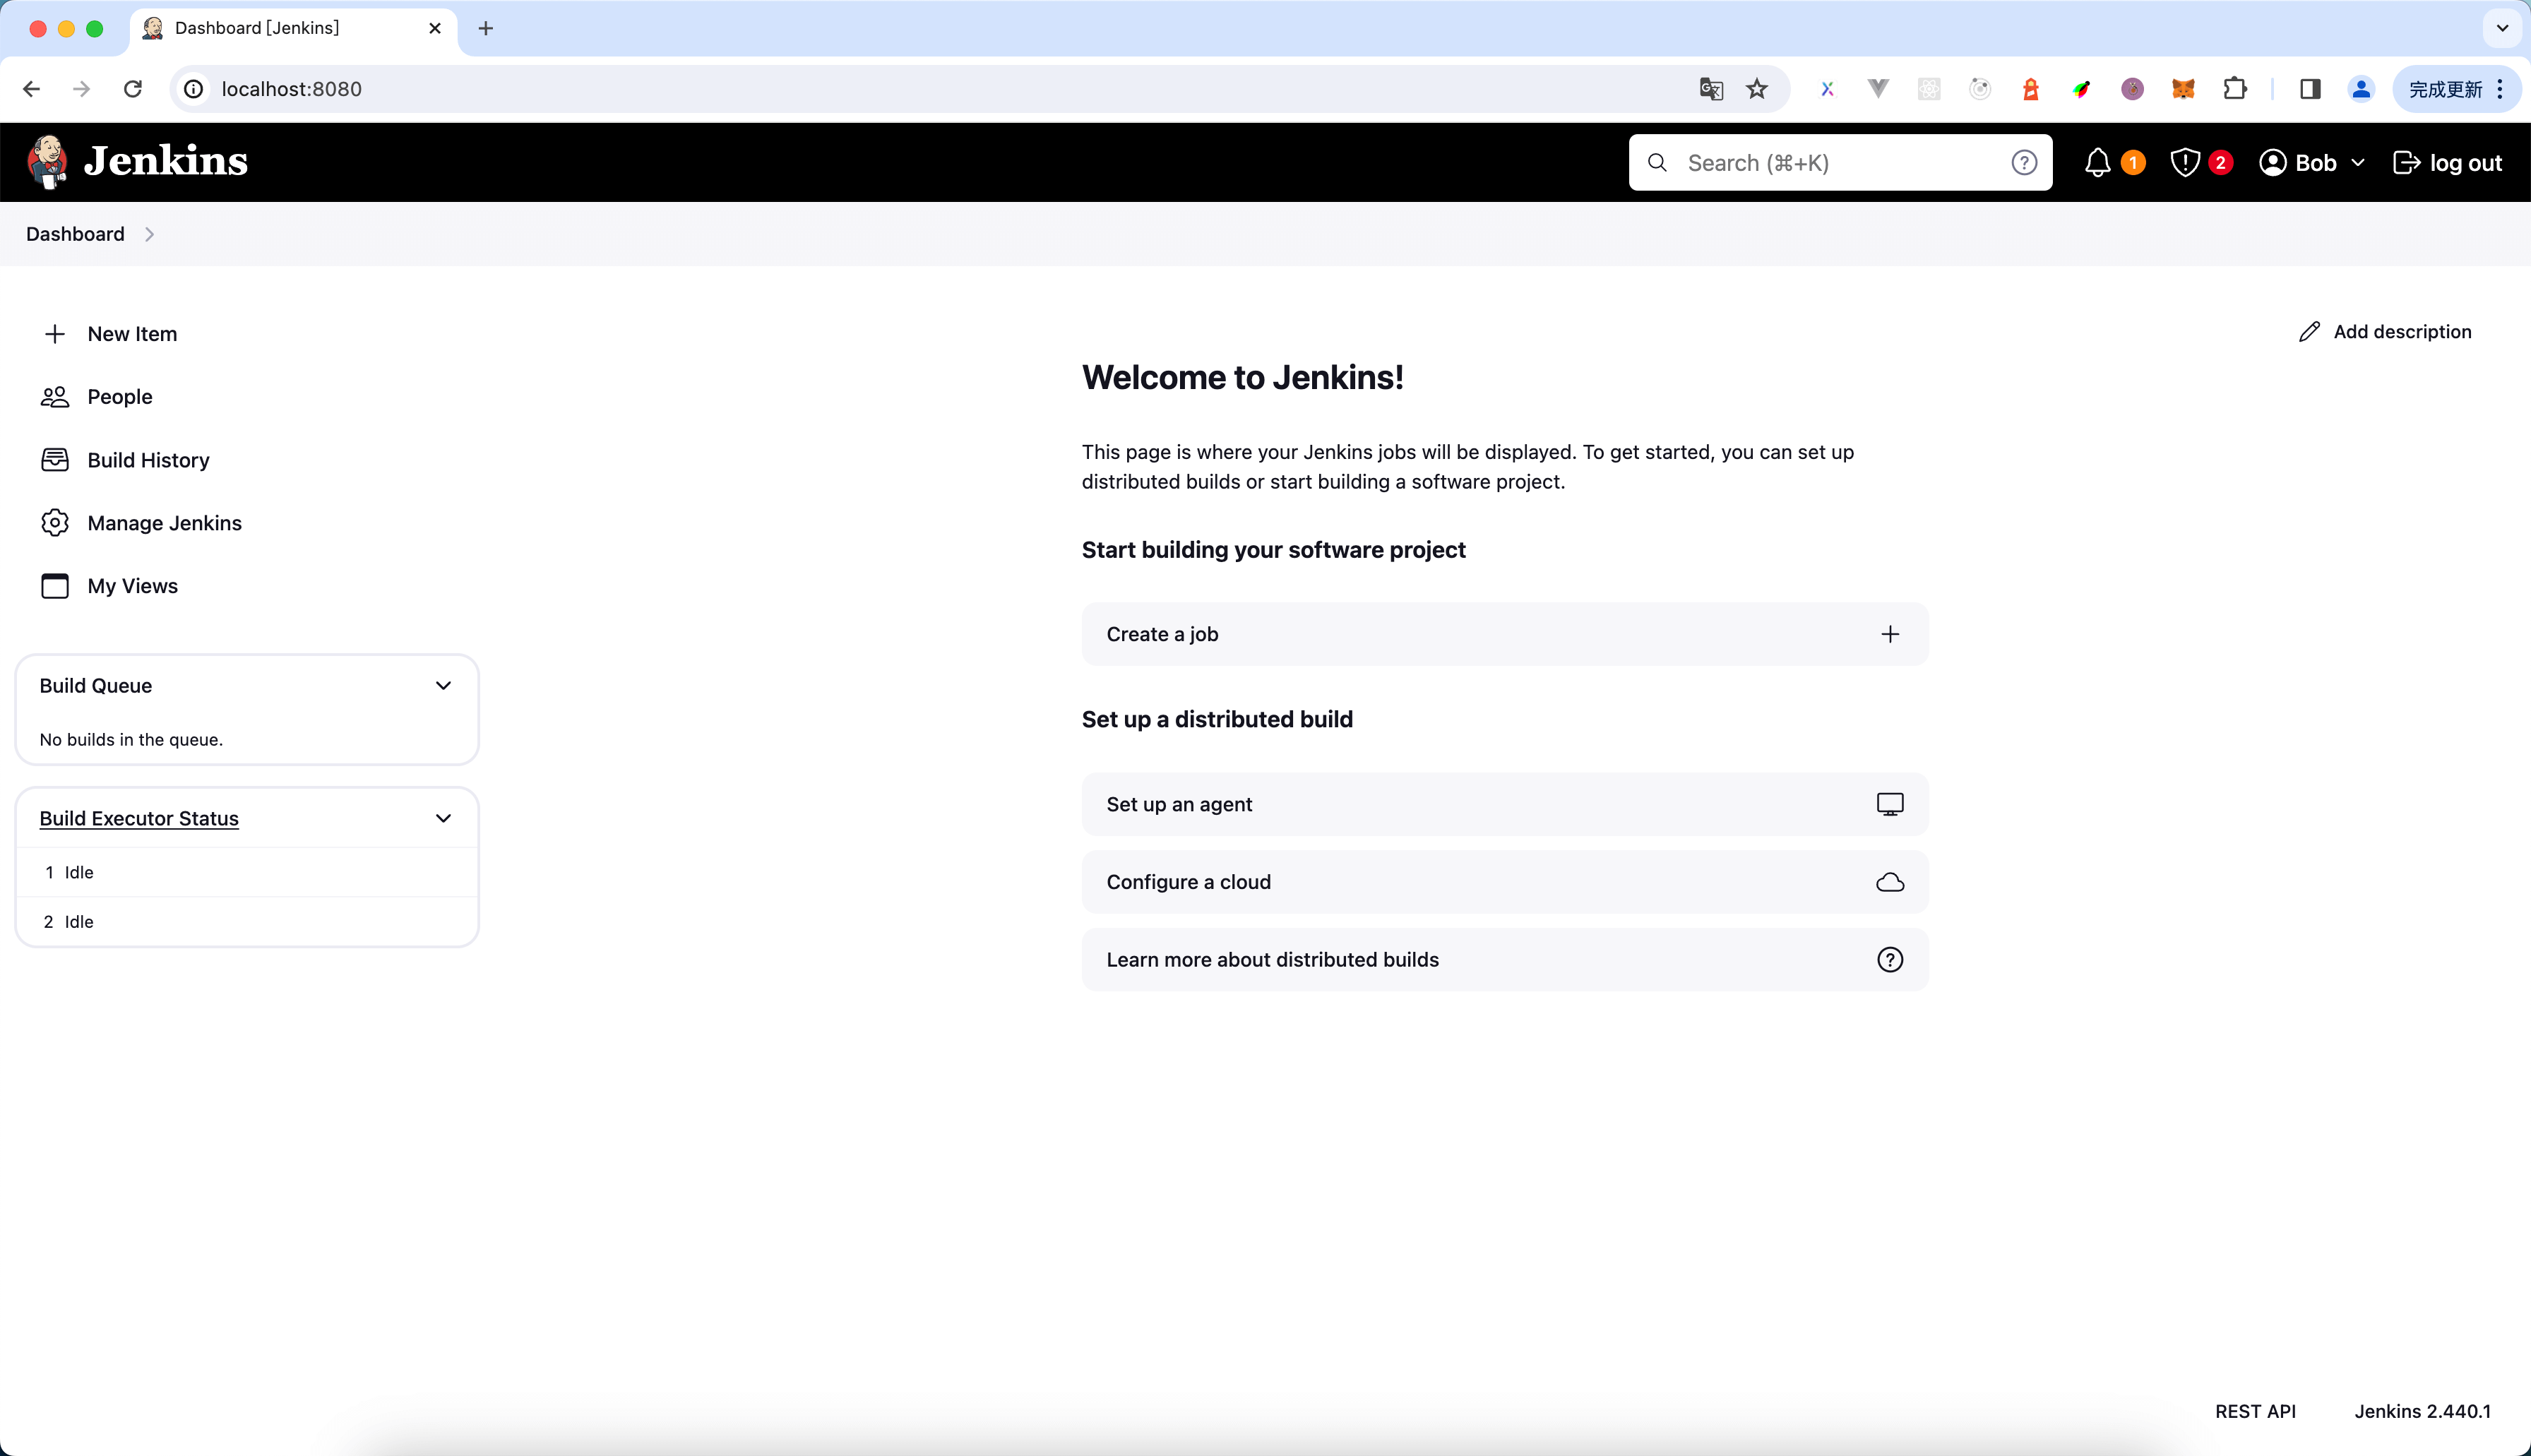 Dashboard [Jenkins]
localhost:8080
完成更新
Jenkins
Search (⌘+K)
1
2
Bob
log out
Dashboard
New Item
People
Build History
Manage Jenkins
My Views
Build Queue
No builds in the queue.
Build Executor Status
1 Idle
2 Idle
Add description
Welcome to Jenkins!
This page is where your Jenkins jobs will be displayed. To get started, you can set up
distributed builds or start building a software project.
Start building your software project
Create a job
Set up a distributed build
Set up an agent
Configure a cloud
Learn more about distributed builds
REST API
Jenkins 2.440.1